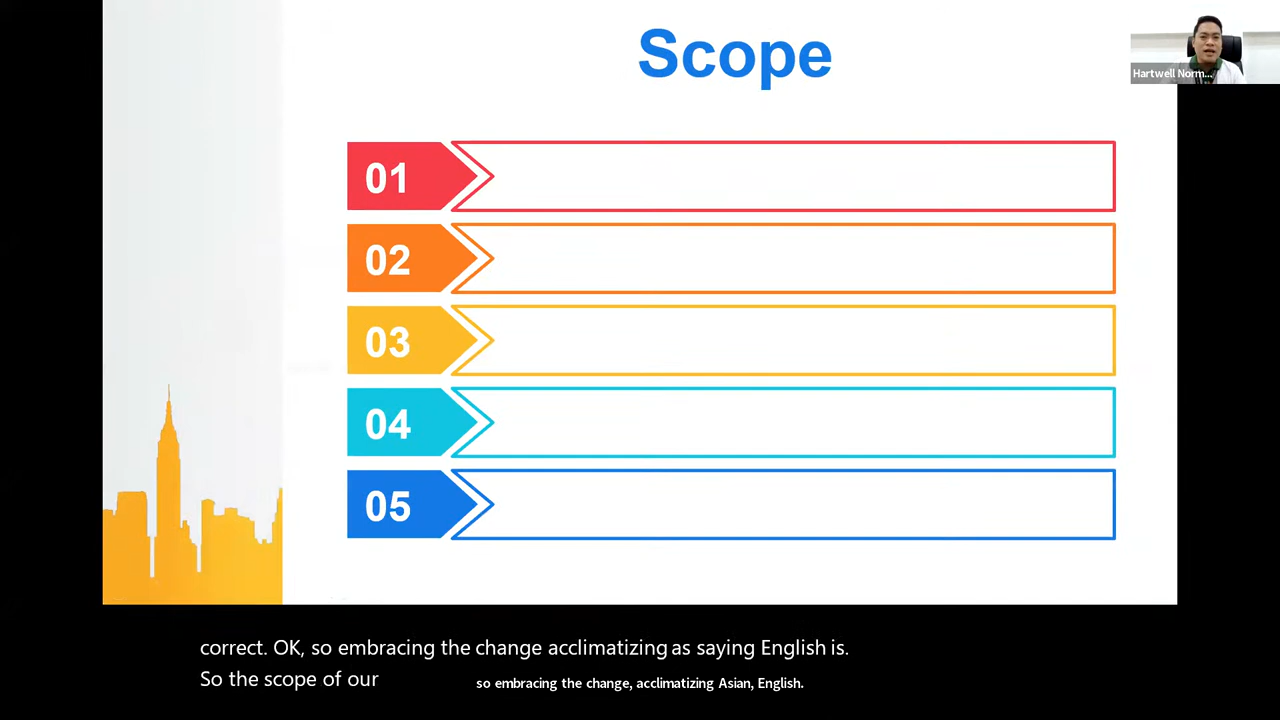 Scope
Hartwell Norm...
01
02
03
04
05
correct. OK, so embracing the change acclimatizing as saying English is.
So the scope of our
so embracing the change, acclimatizing Asian, English.